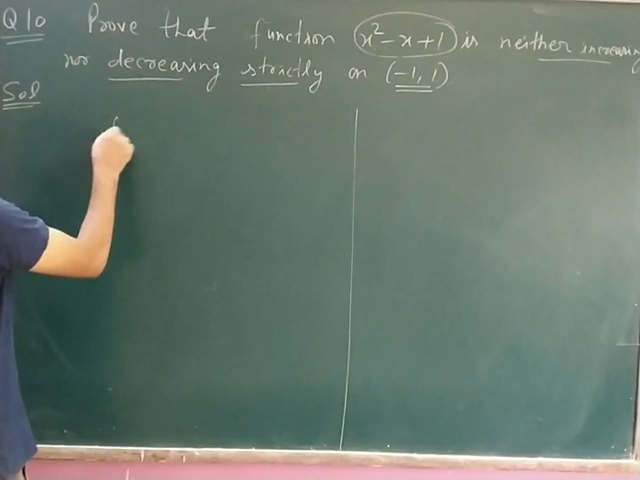 Q10 Prove that function x² - x + 1 is neither increasing
nor decreasing strictly on (-1, 1)
Sol